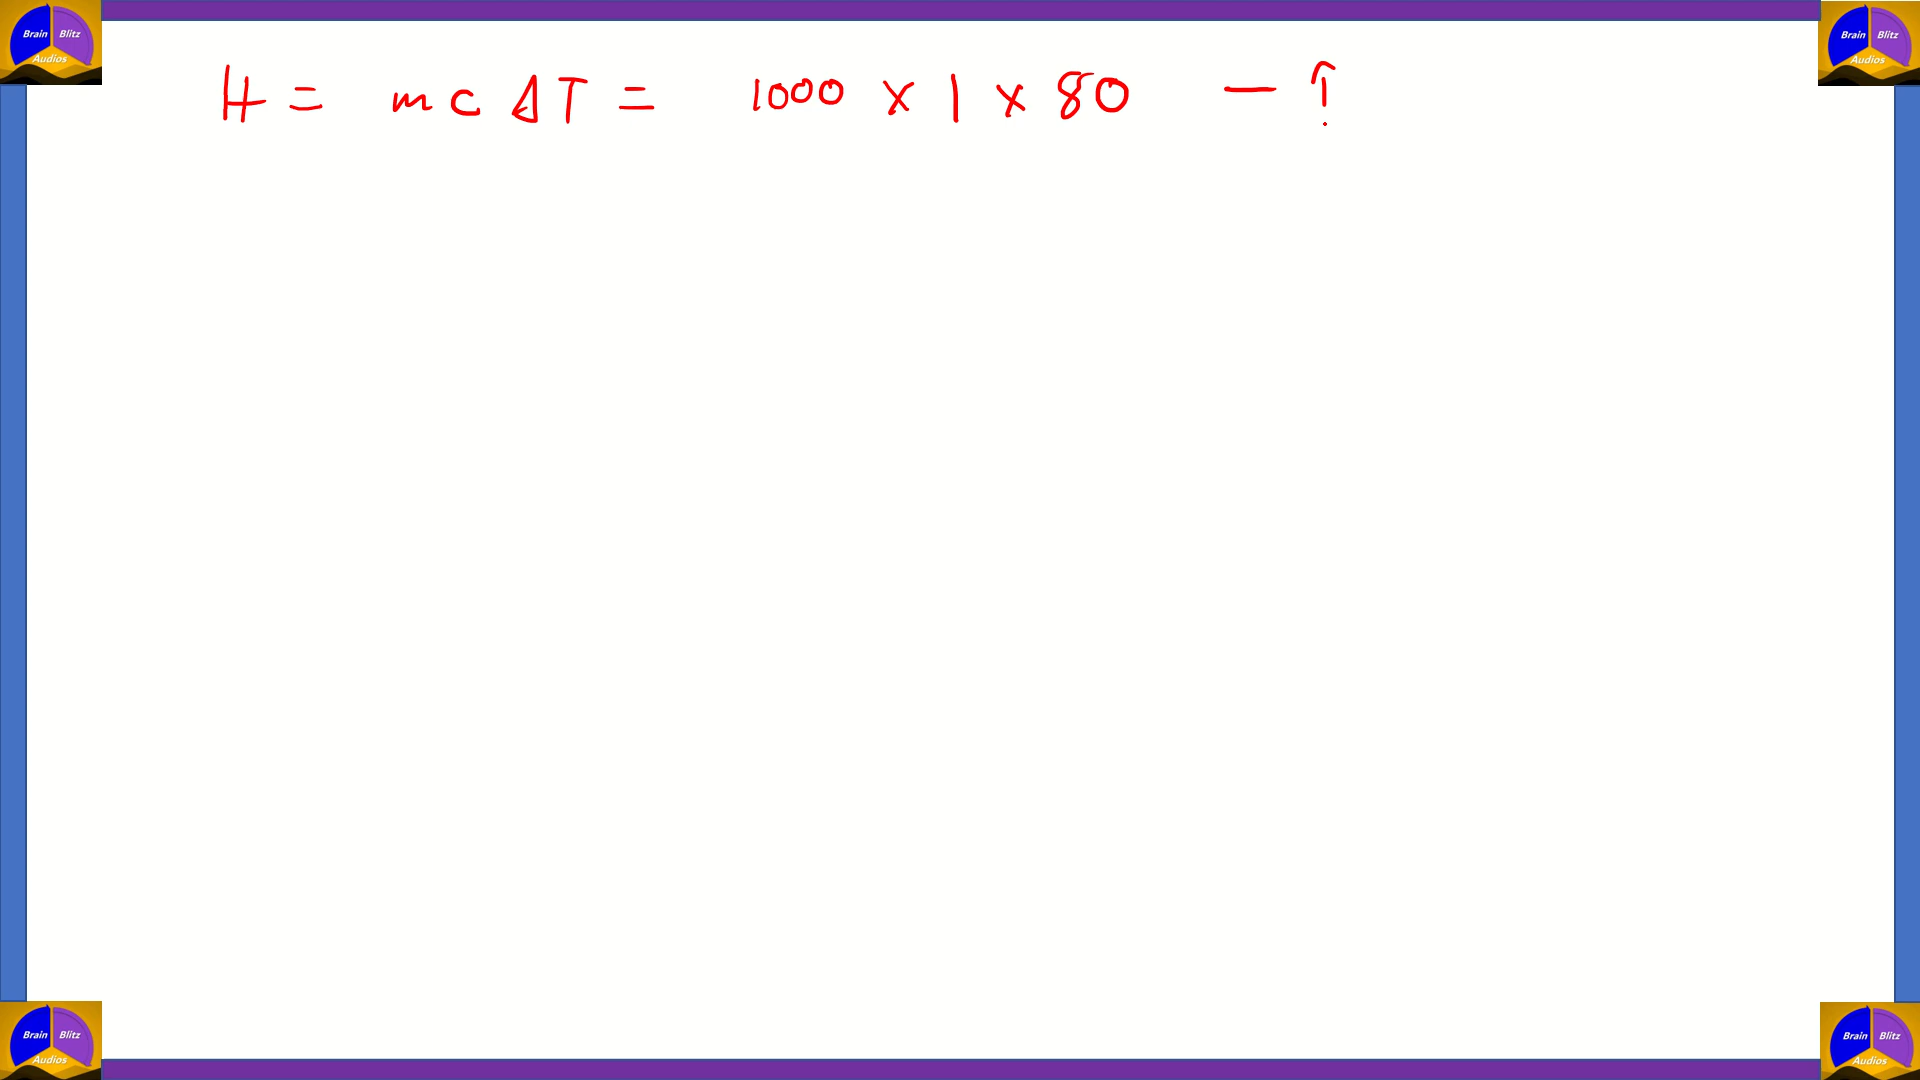 Brain Blitz Audios
Brain Blitz Audios
H = mcΔT = 1000 × 1 × 80 — ?
Brain Blitz Audios
Brain Blitz Audios